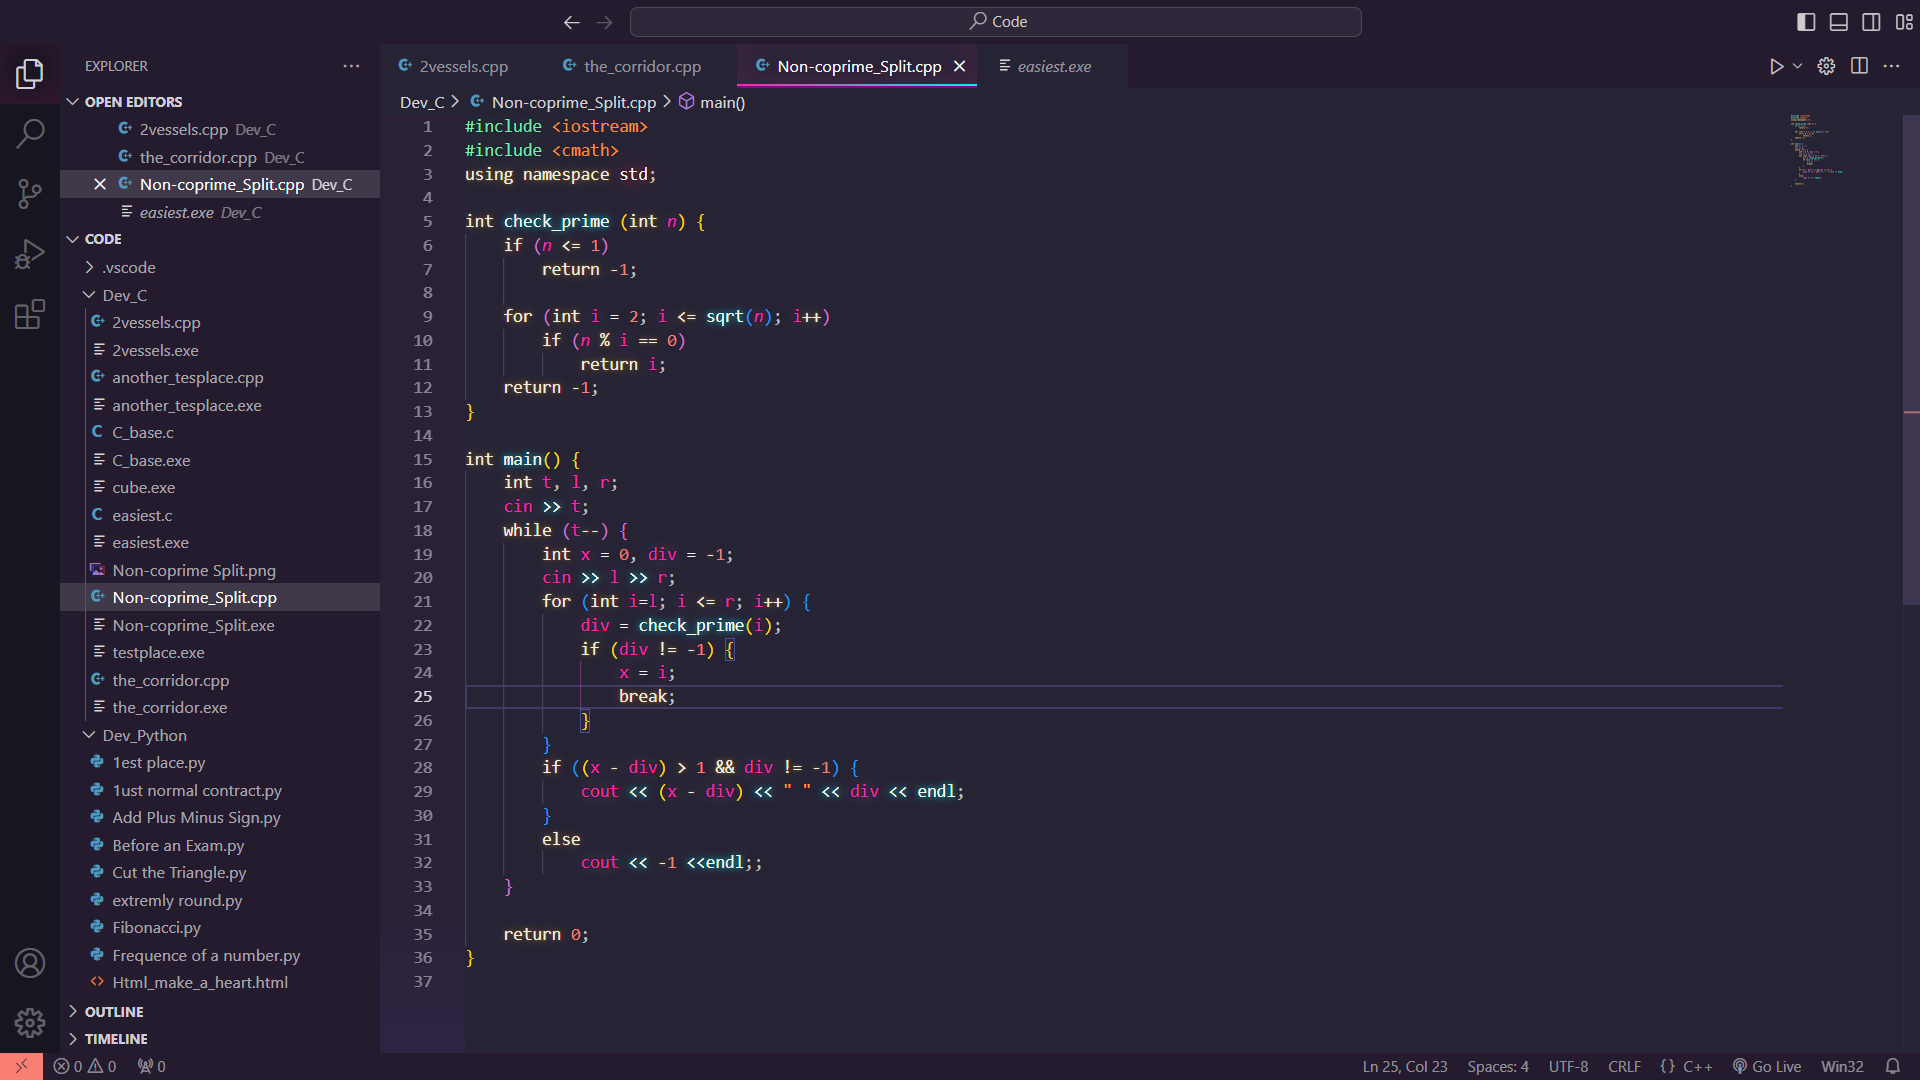 Code
EXPLORER
OPEN EDITORS
2vessels.cpp Dev_C
the_corridor.cpp Dev_C
Non-coprime_Split.cpp Dev_C
easiest.exe Dev_C
CODE
.vscode
Dev_C
2vessels.cpp
2vessels.exe
another_tesplace.cpp
another_tesplace.exe
C_base.c
C_base.exe
cube.exe
easiest.c
easiest.exe
Non-coprime Split.png
Non-coprime_Split.cpp
Non-coprime_Split.exe
testplace.exe
the_corridor.cpp
the_corridor.exe
Dev_Python
1est place.py
1ust normal contract.py
Add Plus Minus Sign.py
Before an Exam.py
Cut the Triangle.py
extremly round.py
Fibonacci.py
Frequence of a number.py
Html_make_a_heart.html
OUTLINE
TIMELINE
2vessels.cpp the_corridor.cpp Non-coprime_Split.cpp easiest.exe
Dev_C > Non-coprime_Split.cpp > main()
1 #include <iostream>
2 #include <cmath>
3 using namespace std;
4
5 int check_prime (int n) {
6 if (n <= 1)
7 return -1;
8
9 for (int i = 2; i <= sqrt(n); i++)
10 if (n % i == 0)
11 return i;
12 return -1;
13 }
14
15 int main() {
16 int t, l, r;
17 cin >> t;
18 while (t--) {
19 int x = 0, div = -1;
20 cin >> l >> r;
21 for (int i=l; i <= r; i++) {
22 div = check_prime(i);
23 if (div != -1) {
24 x = i;
25 break;
26 }
27 }
28 if ((x - div) > 1 && div != -1) {
29 cout << (x - div) << " " << div << endl;
30 }
31 else
32 cout << -1 <<endl;;
33 }
34
35 return 0;
36 }
37
0 0 0 Ln 25, Col 23 Spaces: 4 UTF-8 CRLF {} C++ Go Live Win32